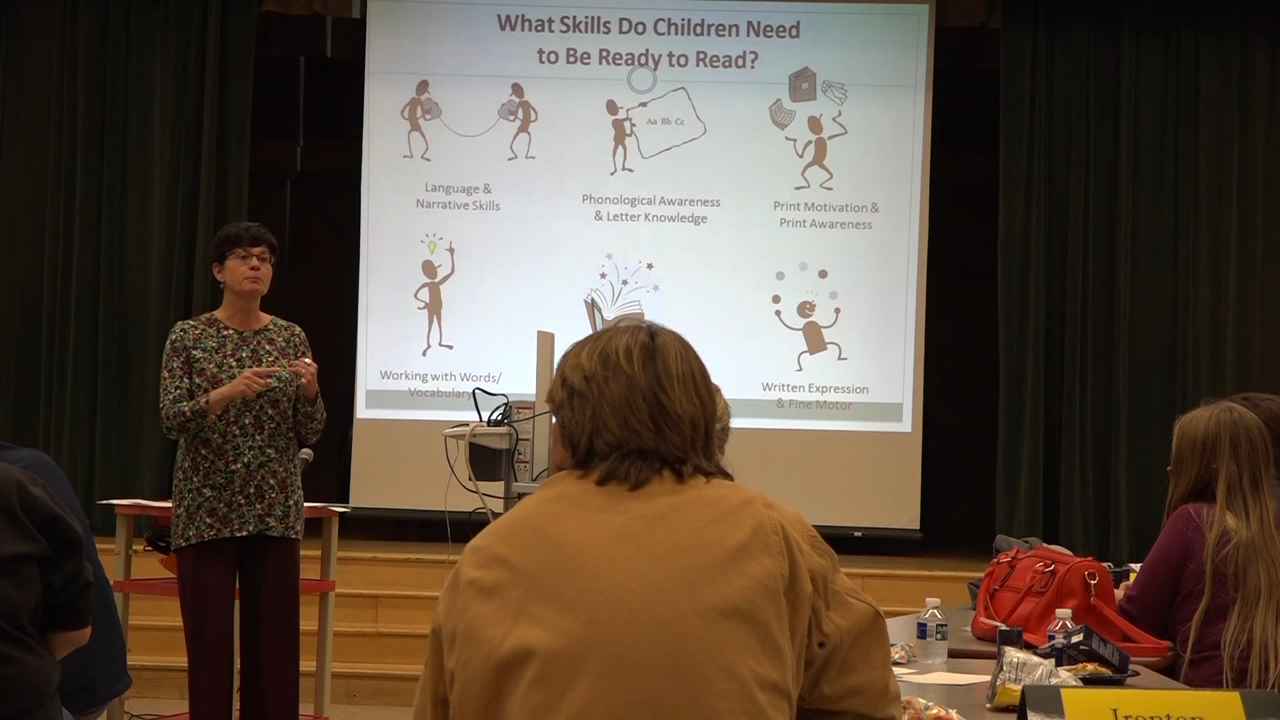 What Skills Do Children Need
to Be Ready to Read?
Aa Bb Cc
Language &
Narrative Skills
Phonological Awareness
& Letter Knowledge
Print Motivation &
Print Awareness
Working with Words/
Vocabulary
Written Expression
& Fine Motor
Ironton